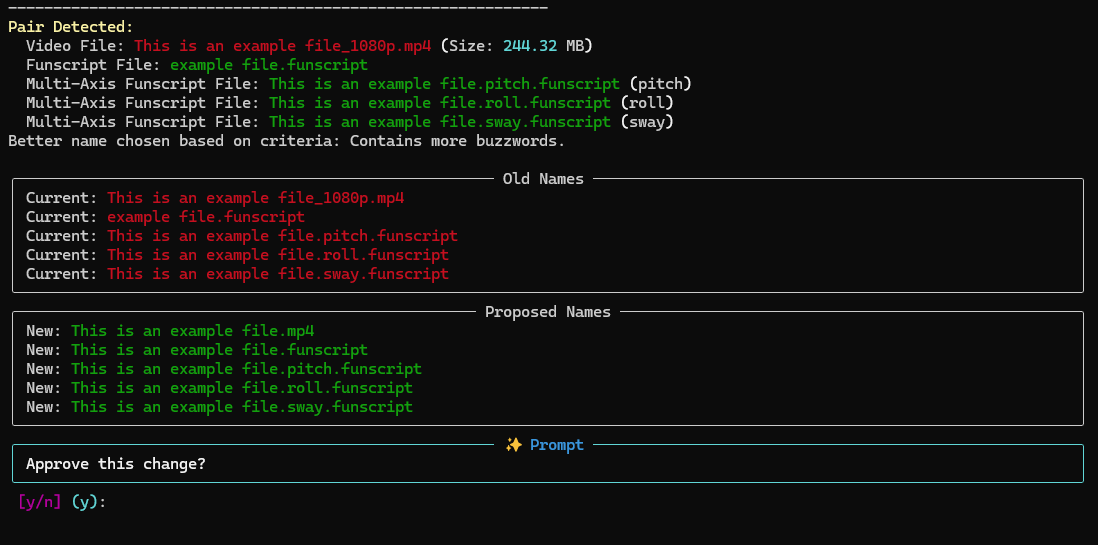 ------------------------------------------------------------
Pair Detected:
Video File: This is an example file_1080p.mp4 (Size: 244.32 MB)
Funscript File: example file.funscript
Multi-Axis Funscript File: This is an example file.pitch.funscript (pitch)
Multi-Axis Funscript File: This is an example file.roll.funscript (roll)
Multi-Axis Funscript File: This is an example file.sway.funscript (sway)
Better name chosen based on criteria: Contains more buzzwords.
Old Names
Current: This is an example file_1080p.mp4
Current: example file.funscript
Current: This is an example file.pitch.funscript
Current: This is an example file.roll.funscript
Current: This is an example file.sway.funscript
Proposed Names
New: This is an example file.mp4
New: This is an example file.funscript
New: This is an example file.pitch.funscript
New: This is an example file.roll.funscript
New: This is an example file.sway.funscript
✨ Prompt
Approve this change?
[y/n] (y):